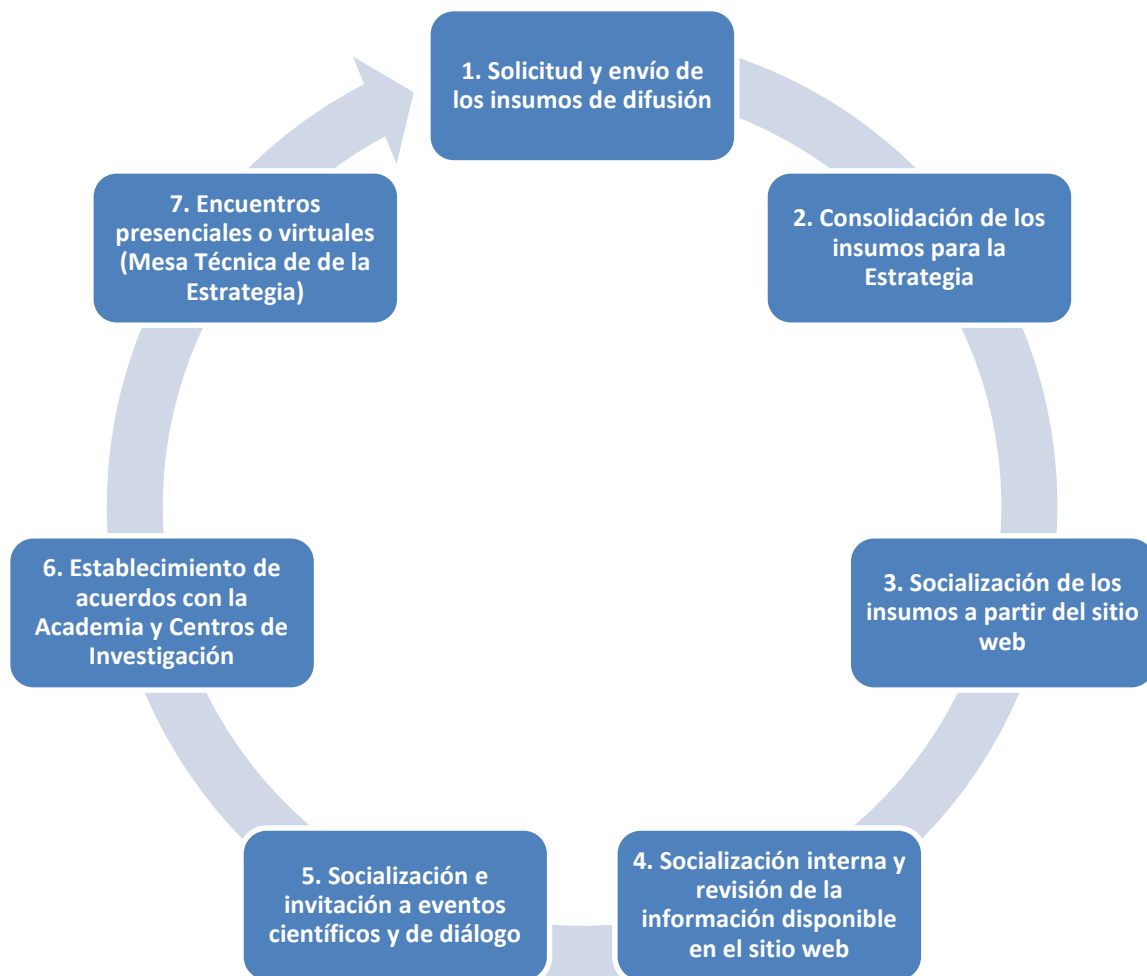 1. Solicitud y envío de
los insumos de difusión
2. Consolidación de los
insumos para la
Estrategia
3. Socialización de los
insumos a partir del sitio
web
4. Socialización interna y
revisión de la
información disponible
en el sitio web
5. Socialización e
invitación a eventos
científicos y de diálogo
6. Establecimiento de
acuerdos con la
Academia y Centros de
Investigación
7. Encuentros
presenciales o virtuales
(Mesa Técnica de de la
Estrategia)